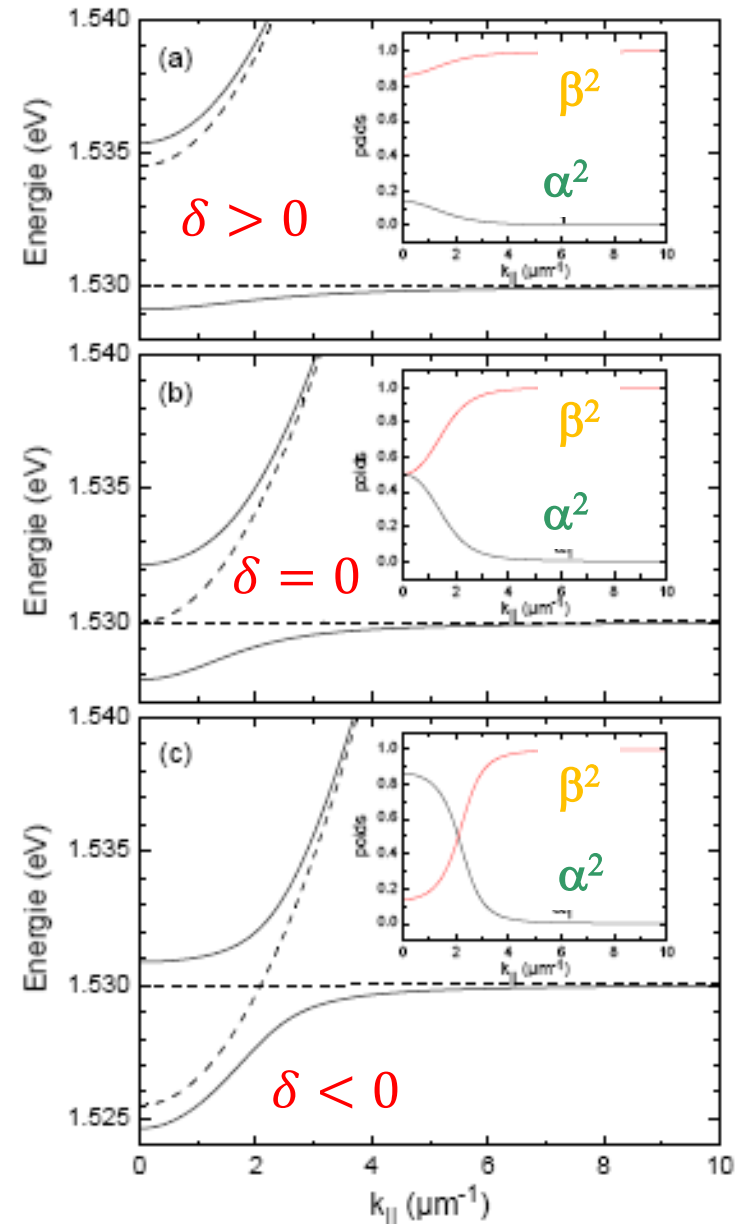 (a)
Energie (eV)
1.540
1.535
1.530
δ > 0
poids
1.0
0.8
0.6
0.4
0.2
0.0
β²
α²
0 2 4 6 8 10
k|| (µm⁻¹)
(b)
Energie (eV)
1.540
1.535
1.530
δ = 0
poids
1.0
0.8
0.6
0.4
0.2
0.0
β²
α²
0 2 4 6 8 10
k|| (µm⁻¹)
(c)
Energie (eV)
1.540
1.535
1.530
1.525
δ < 0
poids
1.0
0.8
0.6
0.4
0.2
0.0
β²
α²
0 2 4 6 8 10
k|| (µm⁻¹)
0 2 4 6 8 10
k|| (µm⁻¹)